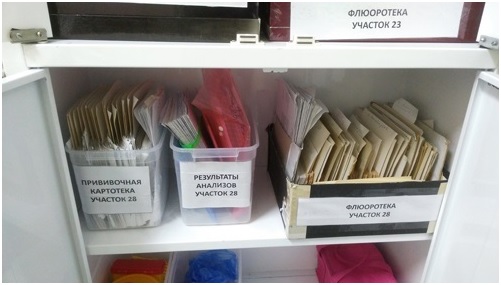 ФЛЮОРОТЕКА
УЧАСТОК 23
ПРИВИВОЧНАЯ
КАРТОТЕКА
УЧАСТОК 28
РЕЗУЛЬТАТЫ
АНАЛИЗОВ
УЧАСТОК 28
ФЛЮОРОТЕКА
УЧАСТОК 28